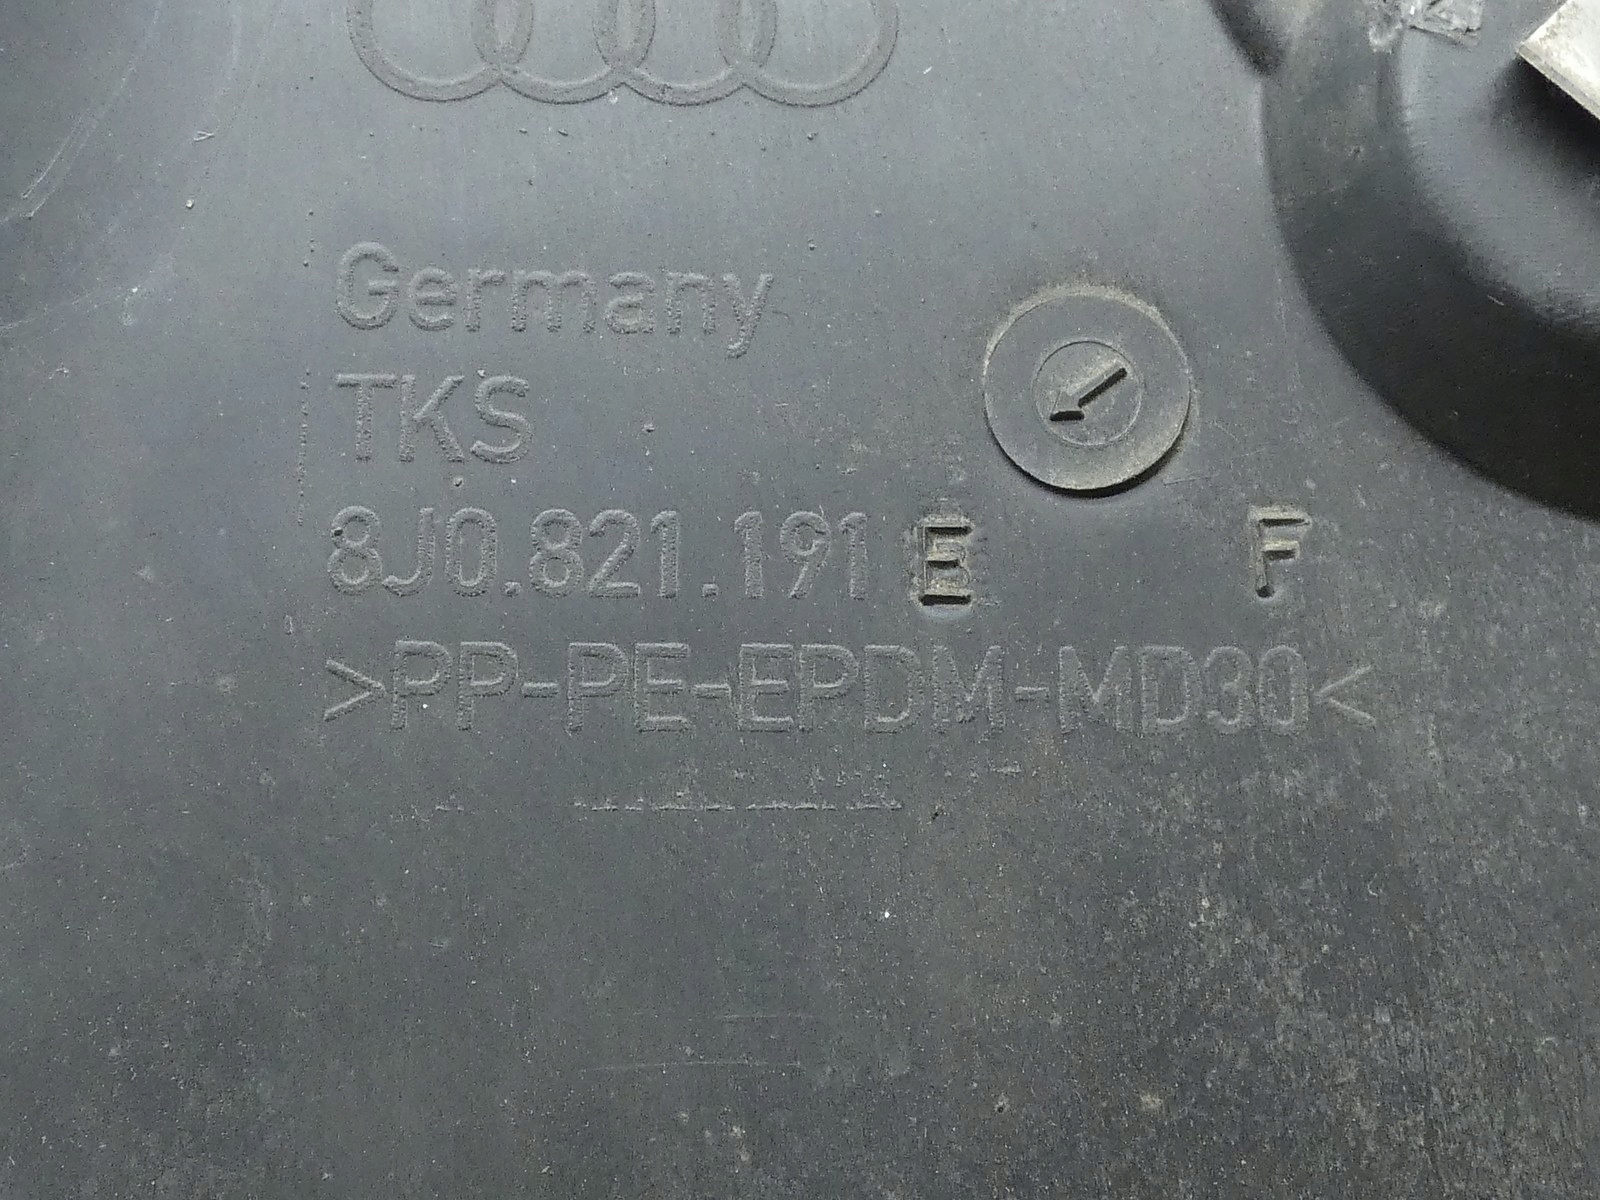 Germany
TKS
8J0.821.191 E F
>PP-PE-EPDM-MD30<